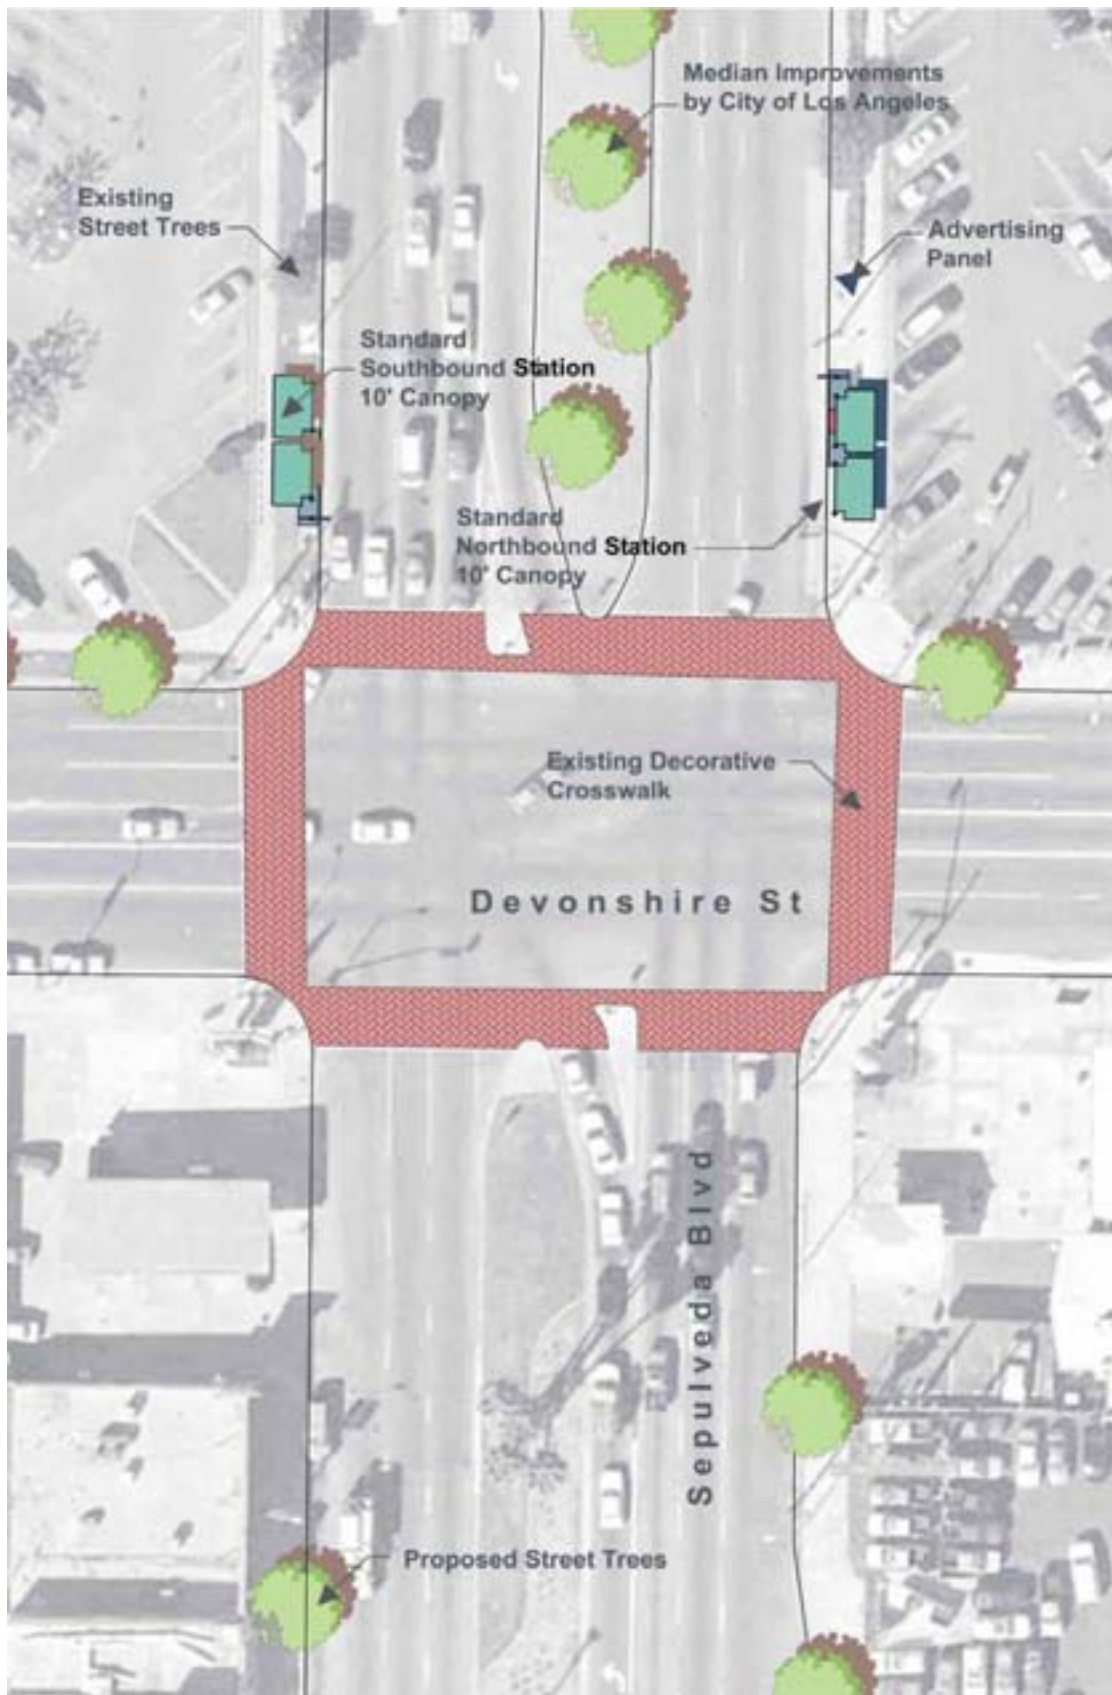 Median Improvements
by City of Los Angeles
Existing
Street Trees
Advertising
Panel
Standard
Southbound Station
10' Canopy
Standard
Northbound Station
10' Canopy
Existing Decorative
Crosswalk
Devonshire St
Sepulveda Blvd
Proposed Street Trees